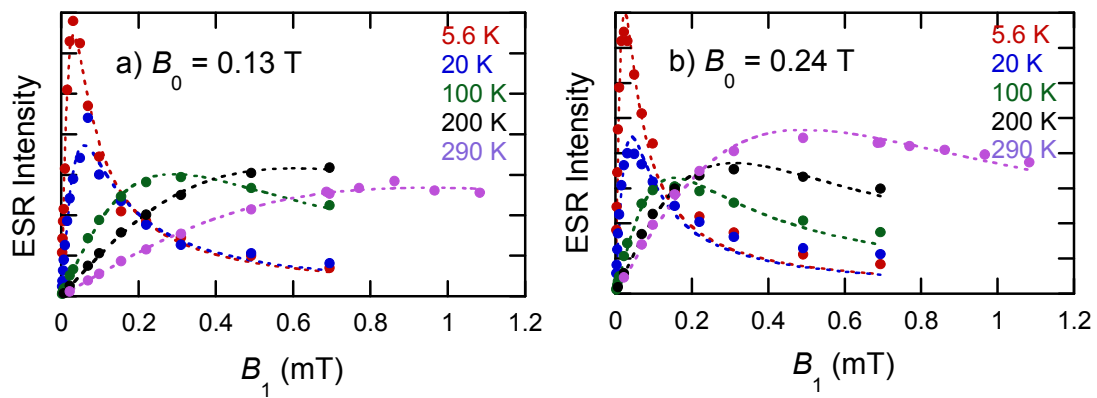 a) B0 = 0.13 T
5.6 K
20 K
100 K
200 K
290 K
ESR Intensity
0 0.2 0.4 0.6 0.8 1 1.2
B1 (mT)
b) B0 = 0.24 T
5.6 K
20 K
100 K
200 K
290 K
ESR Intensity
0 0.2 0.4 0.6 0.8 1 1.2
B1 (mT)